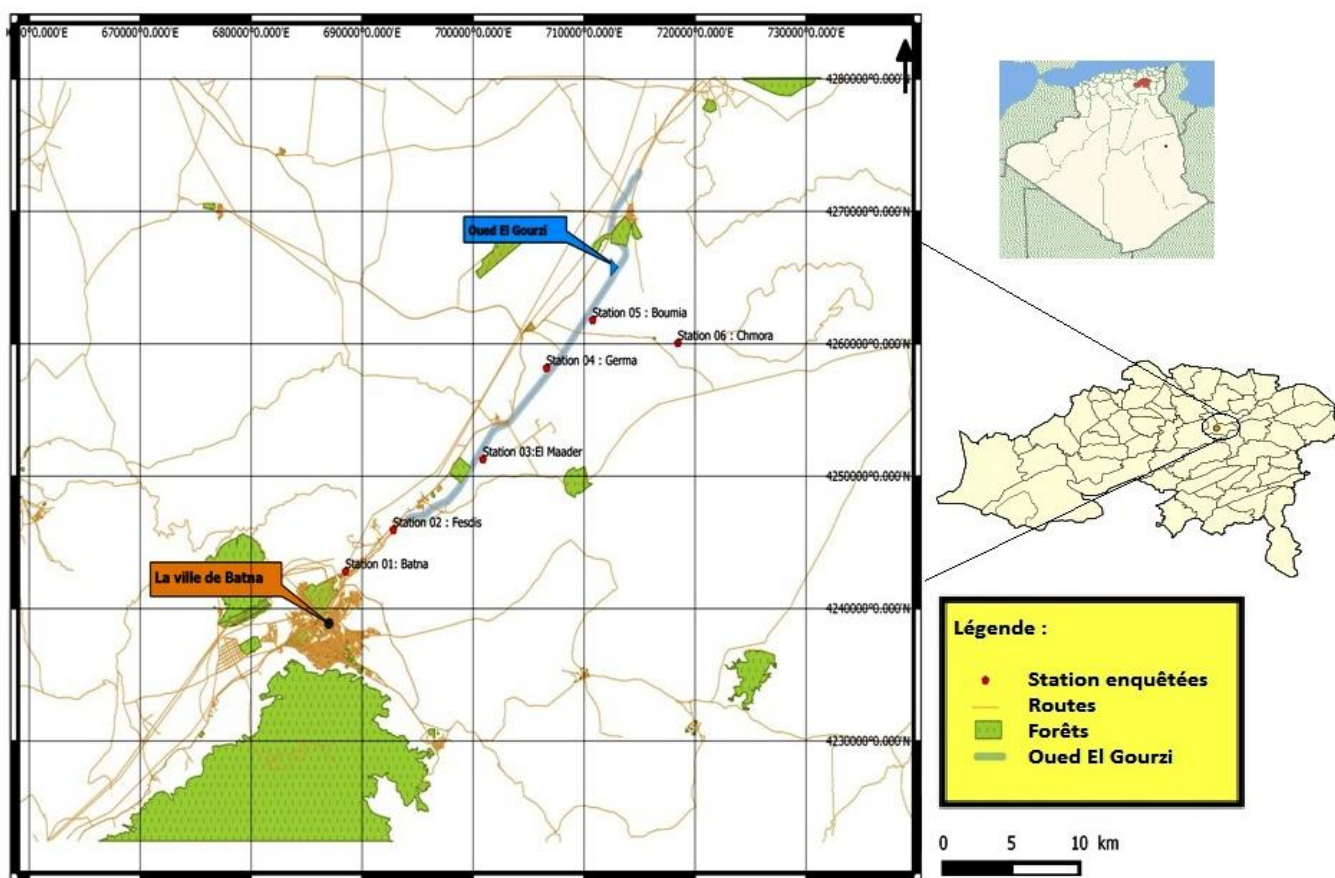 670000°0.000'E
680000°0.000'E
690000°0.000'E
700000°0.000'E
710000°0.000'E
720000°0.000'E
730000°0.000'E
4280000°0.000'N
4270000°0.000'N
Oued El Gourzi
Station 05 : Boumia
Station 06 : Chmora
4260000°0.000'N
Station 04 : Germa
Station 03:El Maader
4250000°0.000'N
Station 02 : Fesdis
Station 01: Batna
La ville de Batna
4240000°0.000'N
4230000°0.000'N
Légende :
Station enquêtées
Routes
Forêts
Oued El Gourzi
0 5 10 km